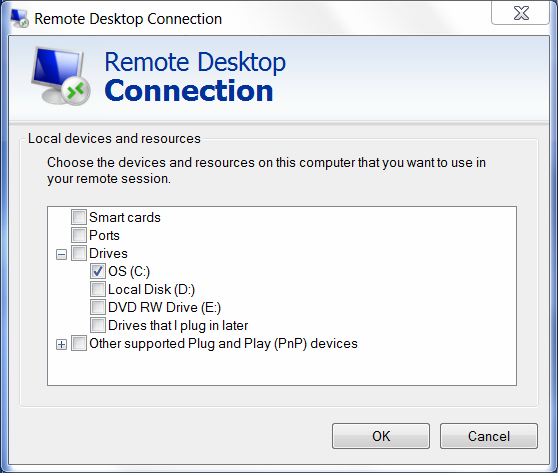 Remote Desktop Connection
Remote Desktop
Connection
Local devices and resources
Choose the devices and resources on this computer that you want to use in
your remote session.
Smart cards
Ports
Drives
OS (C:)
Local Disk (D:)
DVD RW Drive (E:)
Drives that I plug in later
Other supported Plug and Play (PnP) devices
OK Cancel